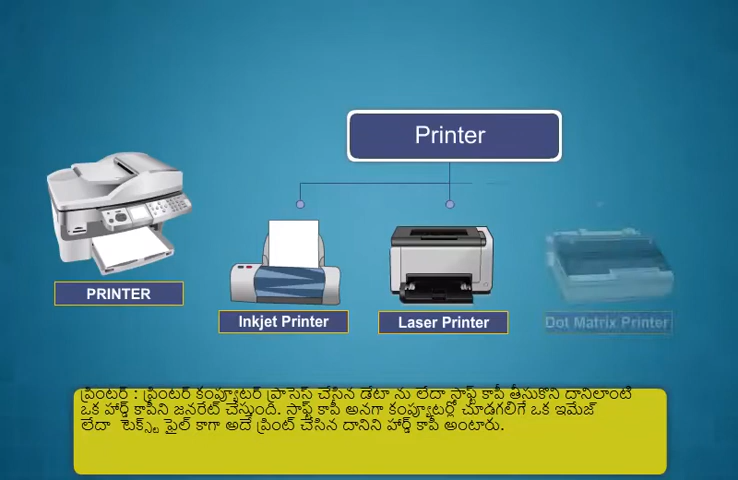 Printer
PRINTER
Inkjet Printer
Laser Printer
Dot Matrix Printer
ప్రింటర్ : ప్రింటర్ కంప్యూటర్ ప్రాసెస్ చేసిన డేటా ను లేదా సాఫ్ట్ కాపీ తీసుకొని దానిలాంటి
ఒక హార్డ్ కాపీని జనరేట్ చేస్తుంది. సాఫ్ట్ కాపీ అనగా కంప్యూటర్లో చూడగలిగే ఒక ఇమేజ్
లేదా టెక్స్ట్ ఫైల్ కాగా అదే ప్రింట్ చేసిన దానిని హార్డ్ కాపీ అంటారు.